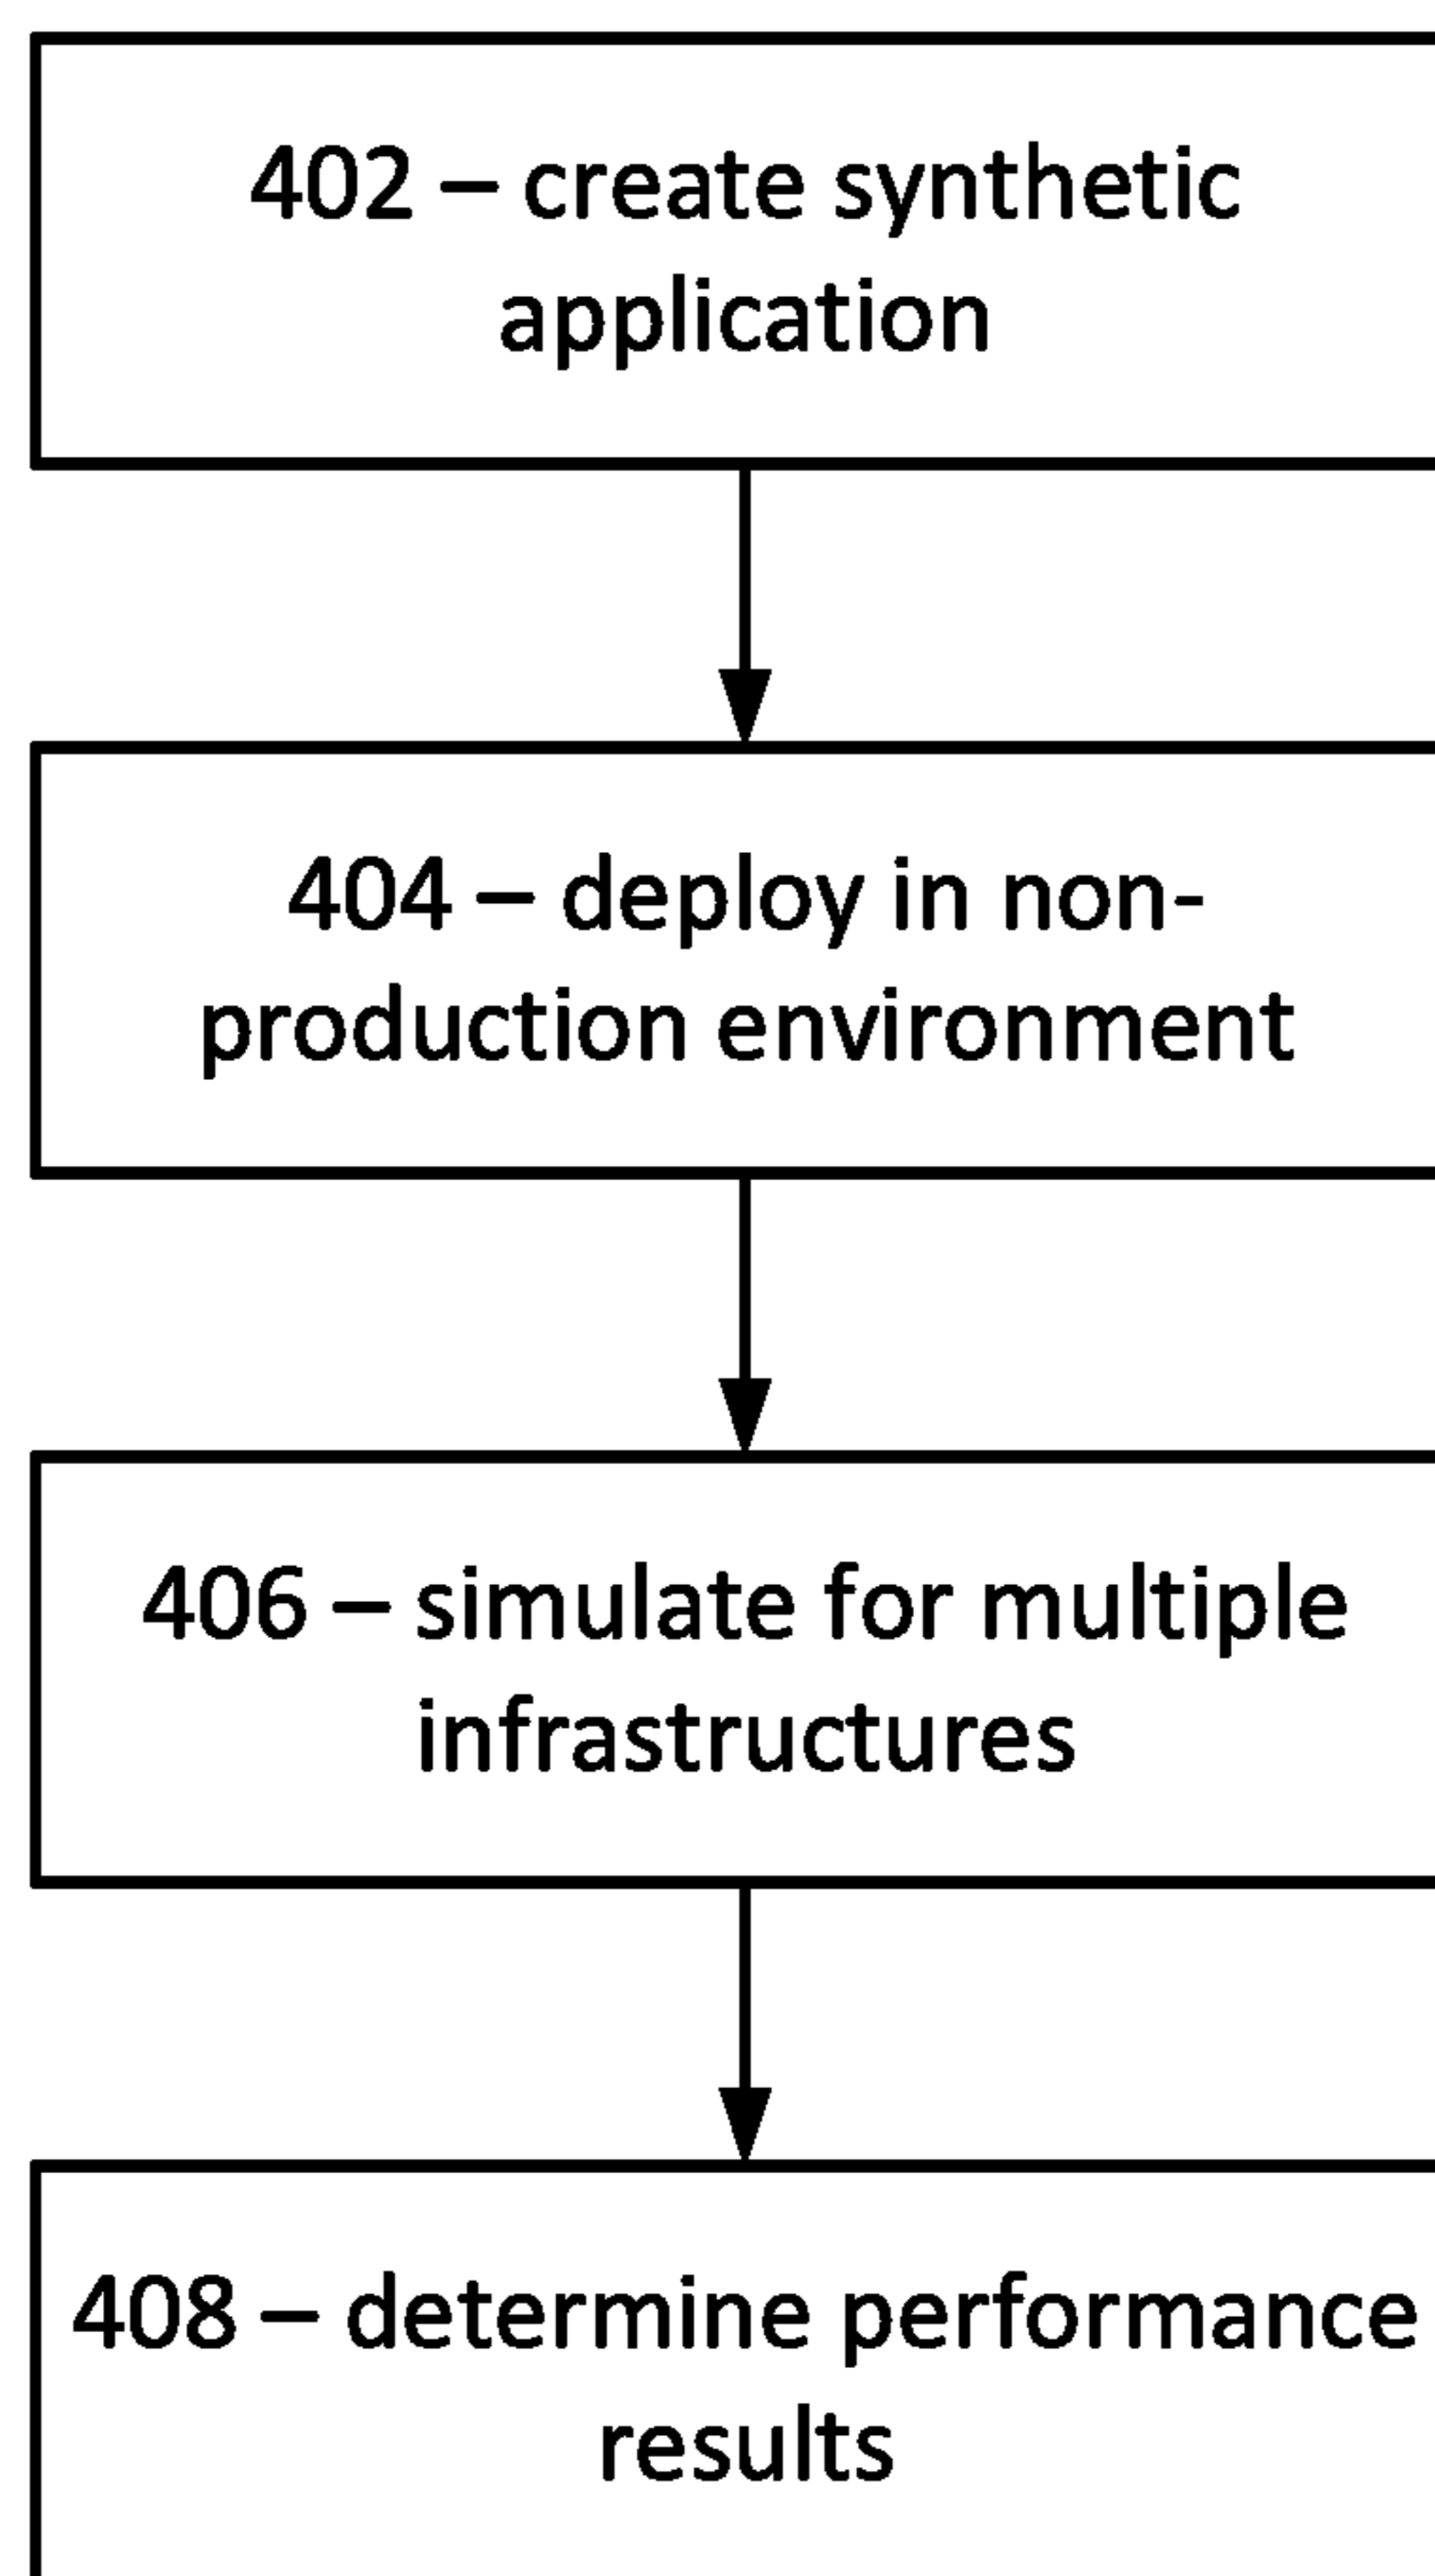 402 – create synthetic
application
404 – deploy in non-
production environment
406 – simulate for multiple
infrastructures
408 – determine performance
results